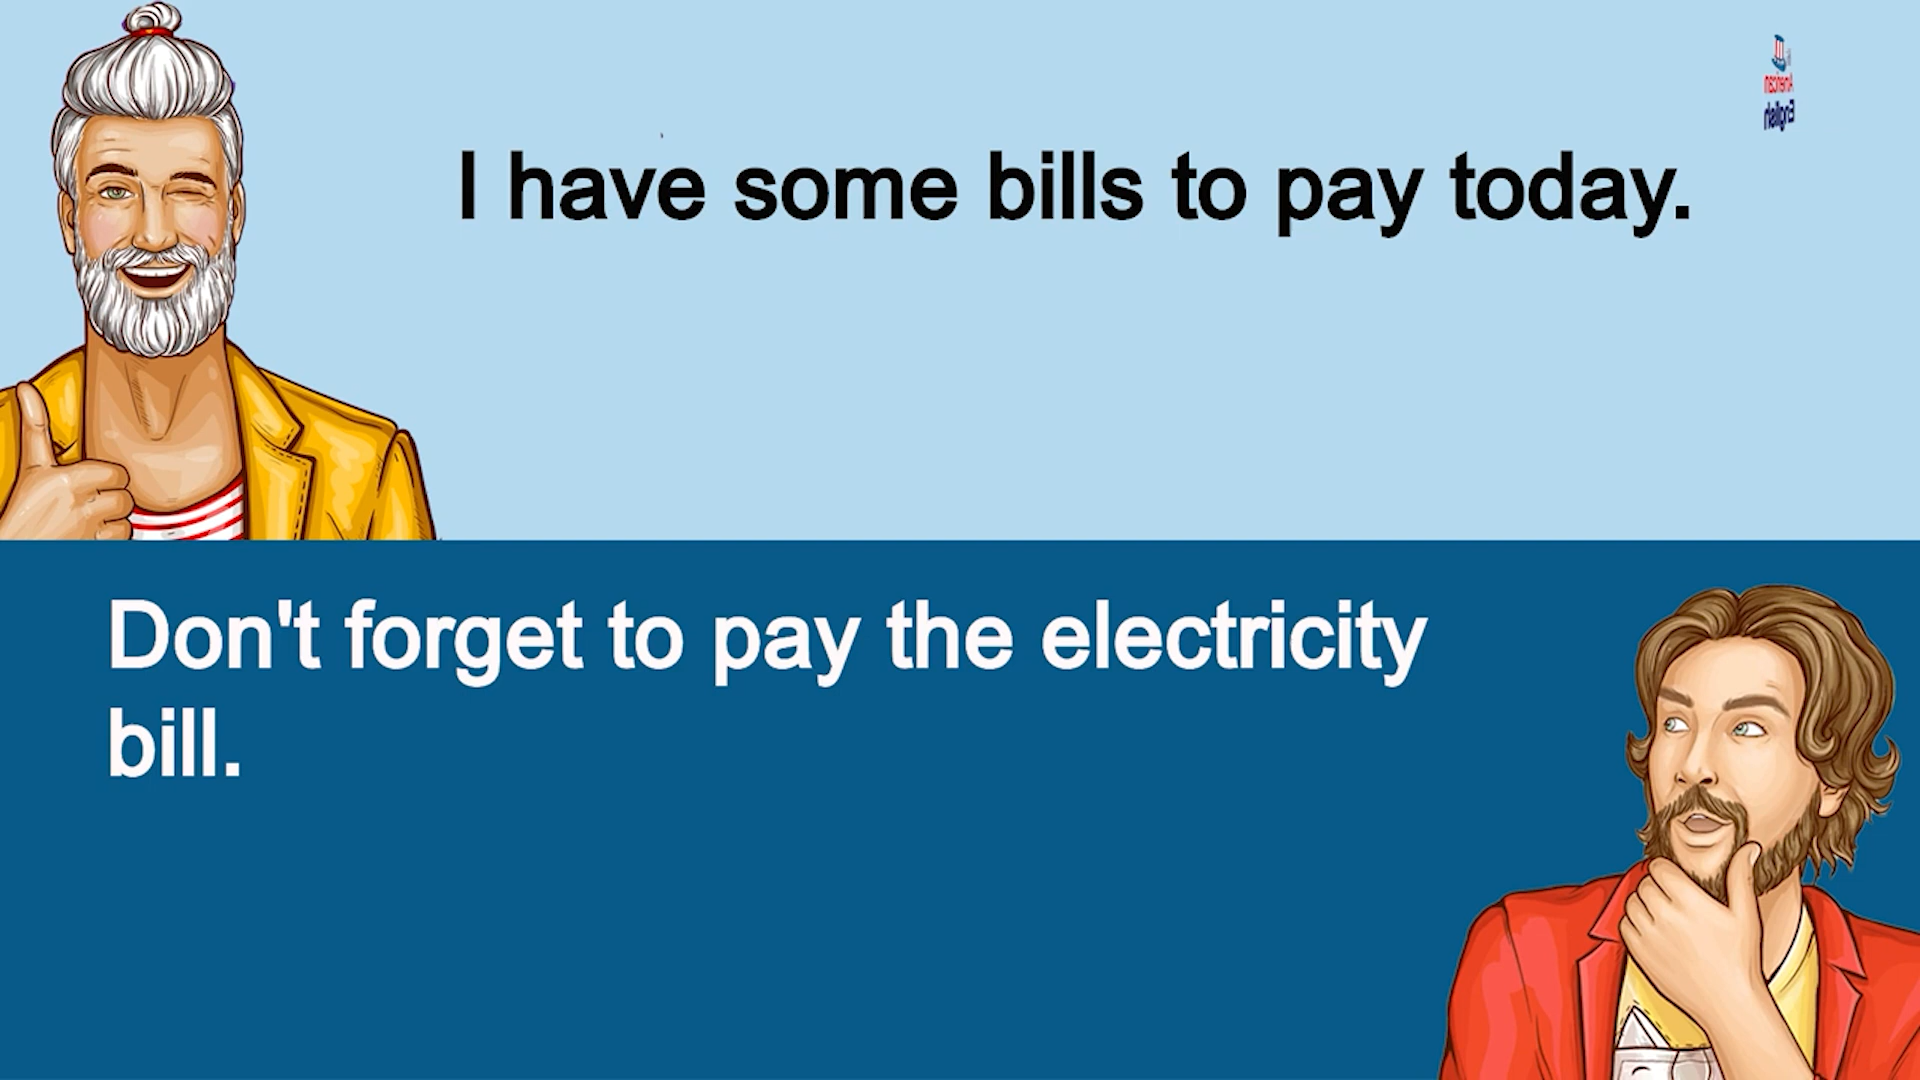 I have some bills to pay today.
Don't forget to pay the electricity
bill.